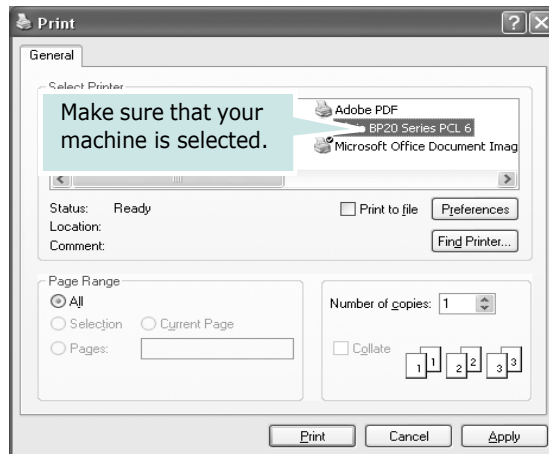 Print
General
Select Printer
Make sure that your
machine is selected.
Adobe PDF
BP20 Series PCL 6
Microsoft Office Document Imag
Status: Ready
Location:
Comment:
Print to file
Preferences
Find Printer...
Page Range
All
Selection
Current Page
Pages:
Number of copies: 1
Collate
1 1 2 2 3 3
Print
Cancel
Apply